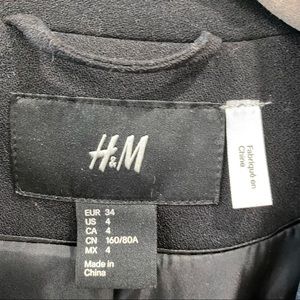 H&M
EUR 34
US 4
CA 4
CN 160/80A
MX 4
Made in
China
Fabriqué en
Chine